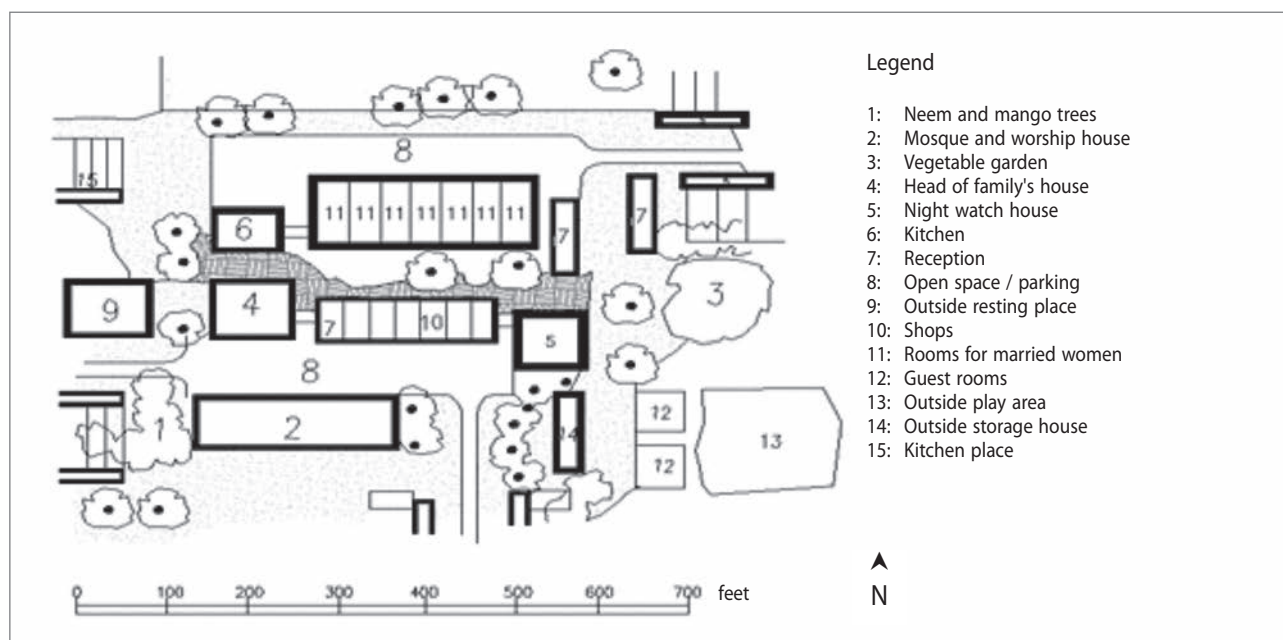 8
15
11 11 11 11 11 11 11
6
7
7
3
4
9
7
10
5
8
1
2
14
12
12
13
0 100 200 300 400 500 600 700 feet
Legend
1: Neem and mango trees
2: Mosque and worship house
3: Vegetable garden
4: Head of family's house
5: Night watch house
6: Kitchen
7: Reception
8: Open space / parking
9: Outside resting place
10: Shops
11: Rooms for married women
12: Guest rooms
13: Outside play area
14: Outside storage house
15: Kitchen place
N